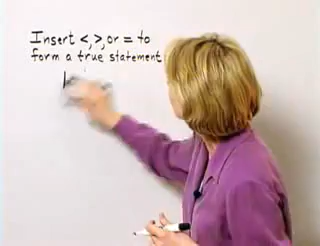 Insert <,>,or = to
form a true statement